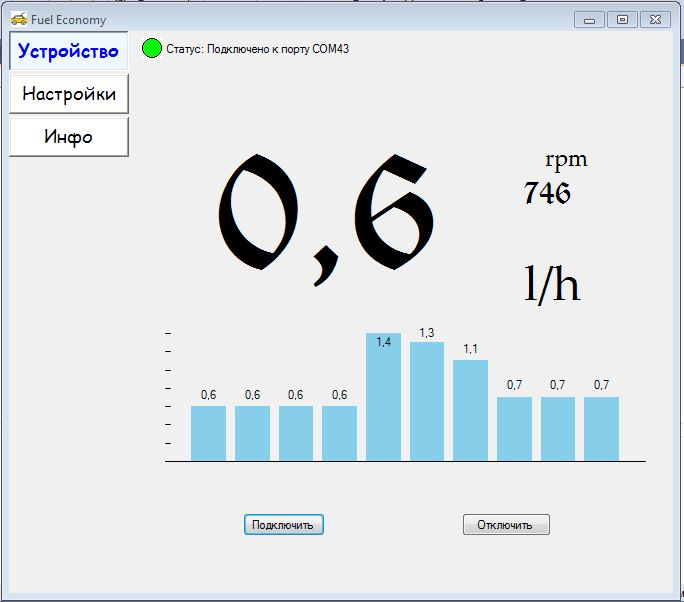 Fuel Economy
Устройство
Статус: Подключено к порту COM43
Настройки
Инфо
0,6
rpm
746
l/h
0,6 0,6 0,6 0,6 1,4 1,3 1,1 0,7 0,7 0,7
Подключить Отключить